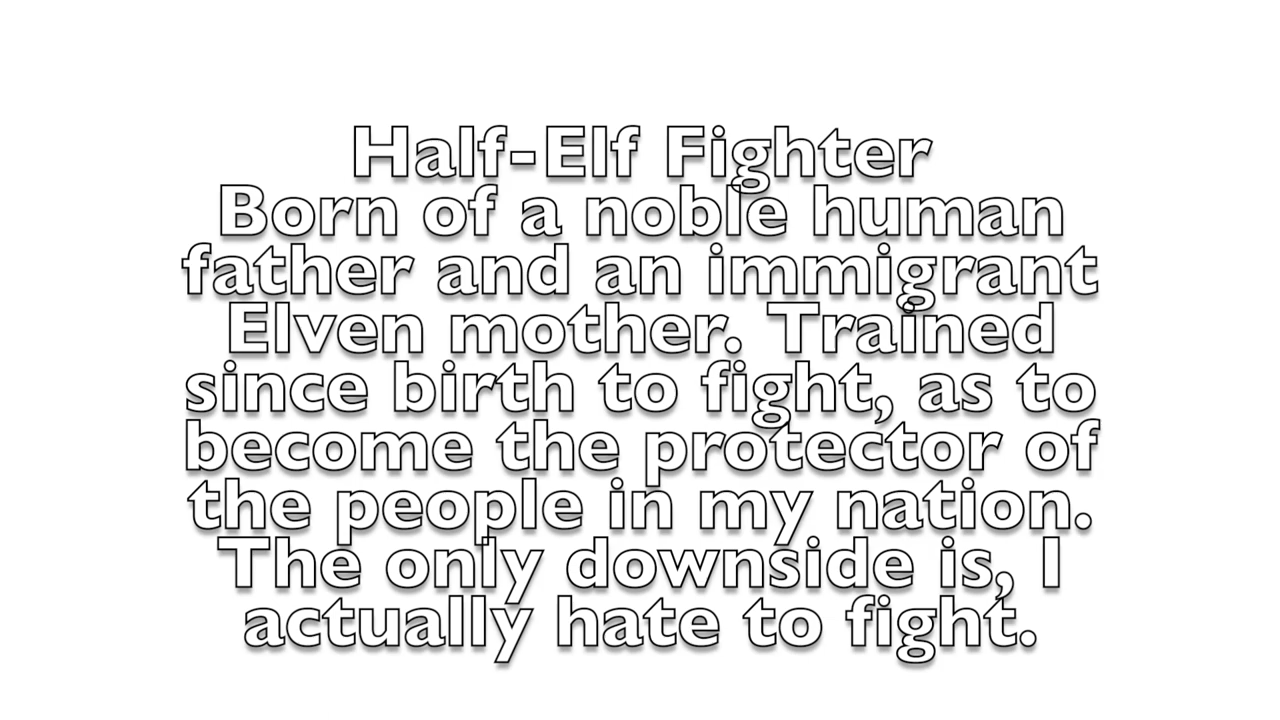 Half-Elf Fighter
Born of a noble human
father and an immigrant
Elven mother. Trained
since birth to fight, as to
become the protector of
the people in my nation.
The only downside is, I
actually hate to fight.